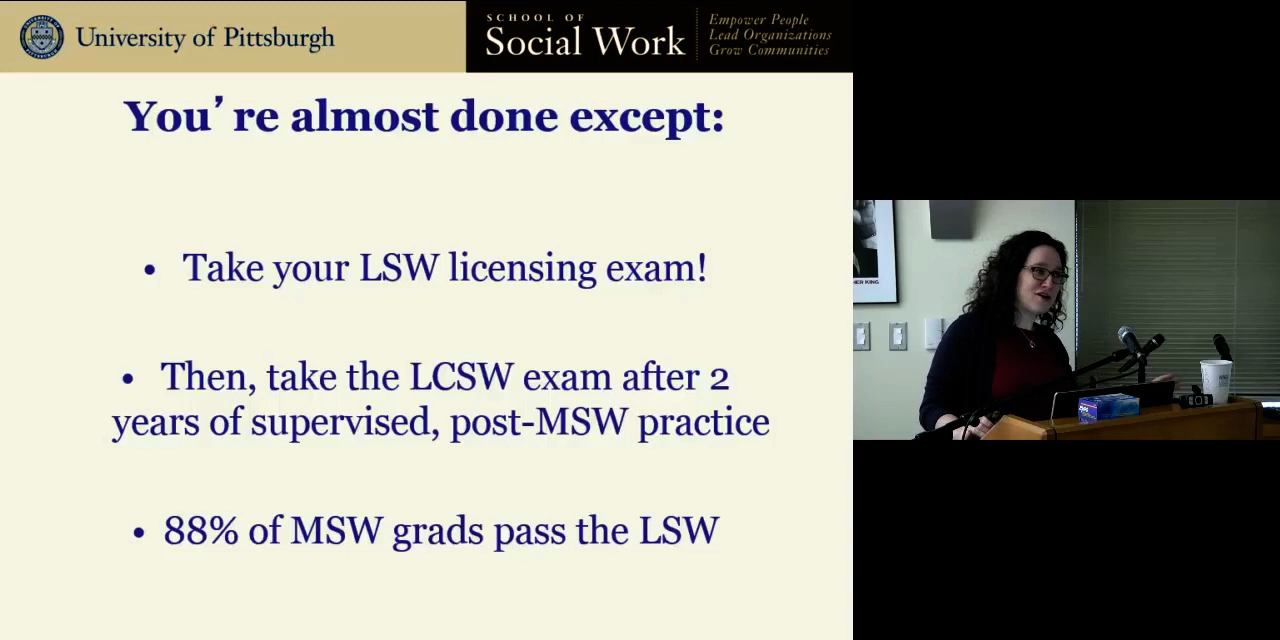 University of Pittsburgh
SCHOOL OF
Social Work
Empower People
Lead Organizations
Grow Communities
You’re almost done except:
• Take your LSW licensing exam!
• Then, take the LCSW exam after 2
years of supervised, post-MSW practice
• 88% of MSW grads pass the LSW
HER KING